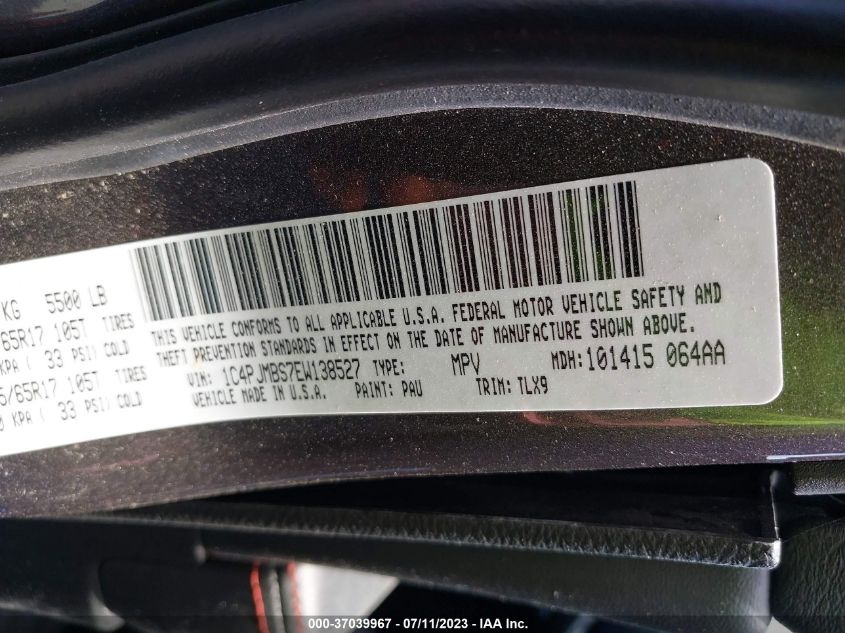 KG 5500 LB
/65R17 105T TIRES
KPA ( 33 PSI) COLD
5/65R17 105T TIRES
0 KPA ( 33 PSI) COLD
THIS VEHICLE CONFORMS TO ALL APPLICABLE U.S.A. FEDERAL MOTOR VEHICLE SAFETY AND
THEFT PREVENTION STANDARDS IN EFFECT ON THE DATE OF MANUFACTURE SHOWN ABOVE.
VIN: 1C4PJMBS7EW138527 TYPE: MPV MDH:101415 064AA
VEHICLE MADE IN U.S.A. PAINT: PAU TRIM: TLX9
000-37039967 - 07/11/2023 - IAA Inc.